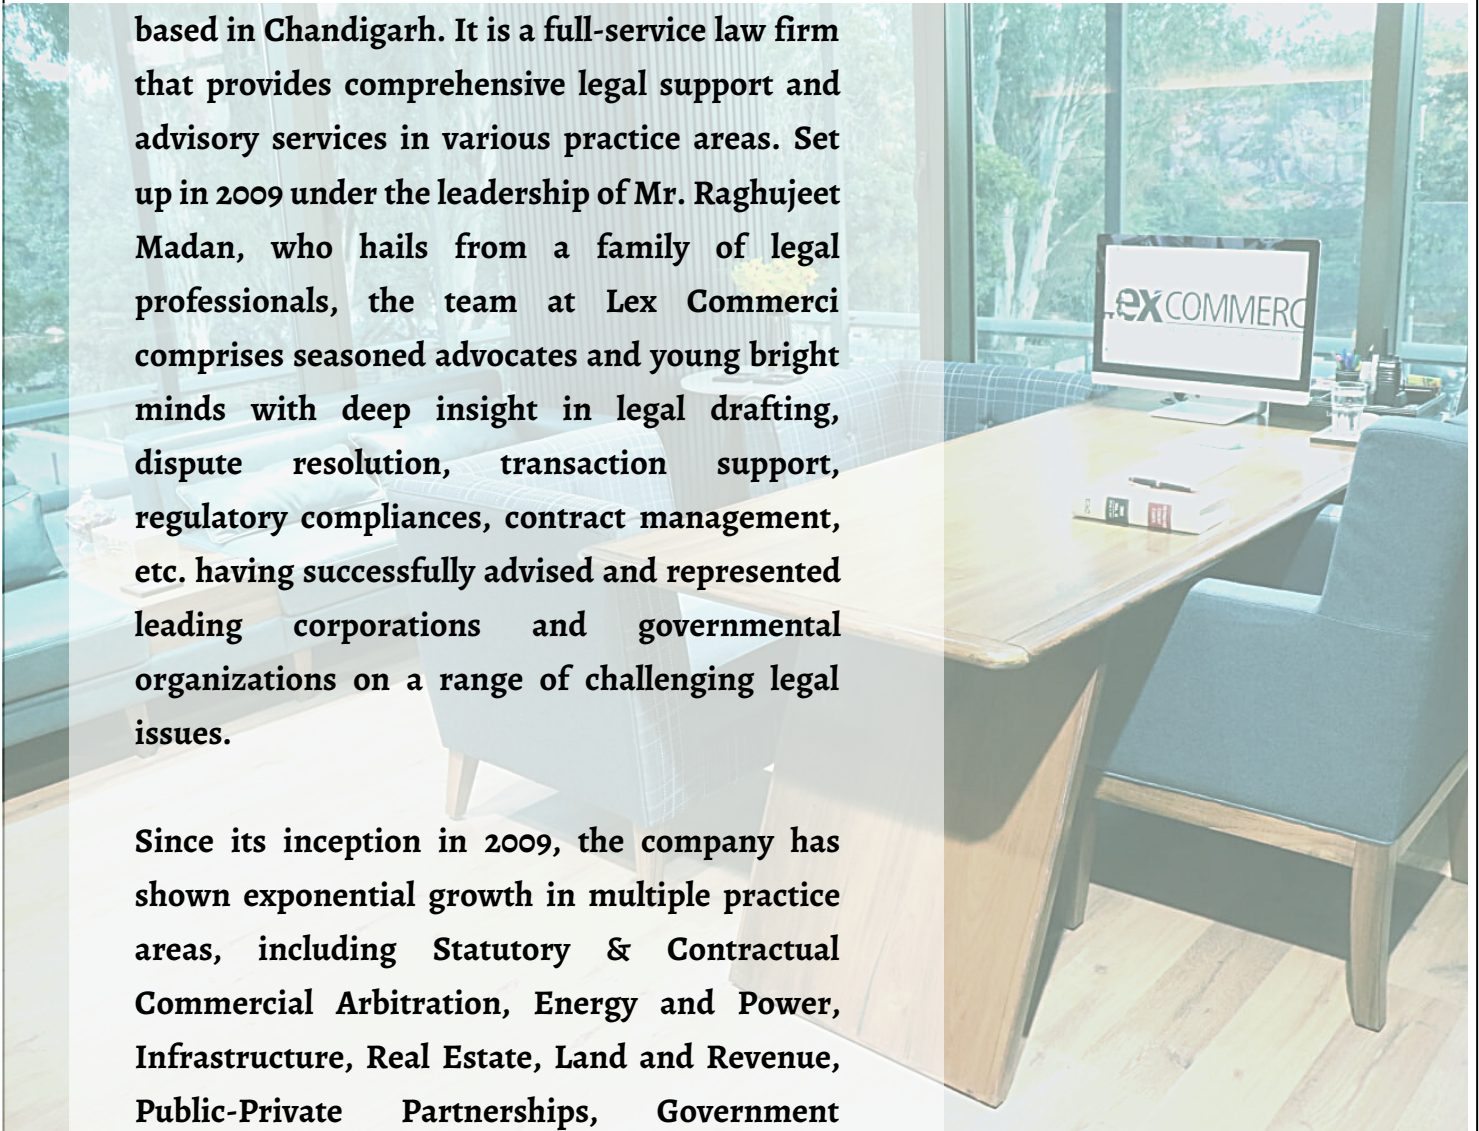 based in Chandigarh. It is a full-service law firm
that provides comprehensive legal support and
advisory services in various practice areas. Set
up in 2009 under the leadership of Mr. Raghujeet
Madan, who hails from a family of legal
professionals, the team at Lex Commerci
comprises seasoned advocates and young bright
minds with deep insight in legal drafting,
dispute resolution, transaction support,
regulatory compliances, contract management,
etc. having successfully advised and represented
leading corporations and governmental
organizations on a range of challenging legal
issues.
Since its inception in 2009, the company has
shown exponential growth in multiple practice
areas, including Statutory & Contractual
Commercial Arbitration, Energy and Power,
Infrastructure, Real Estate, Land and Revenue,
Public-Private Partnerships, Government
ex COMMERC